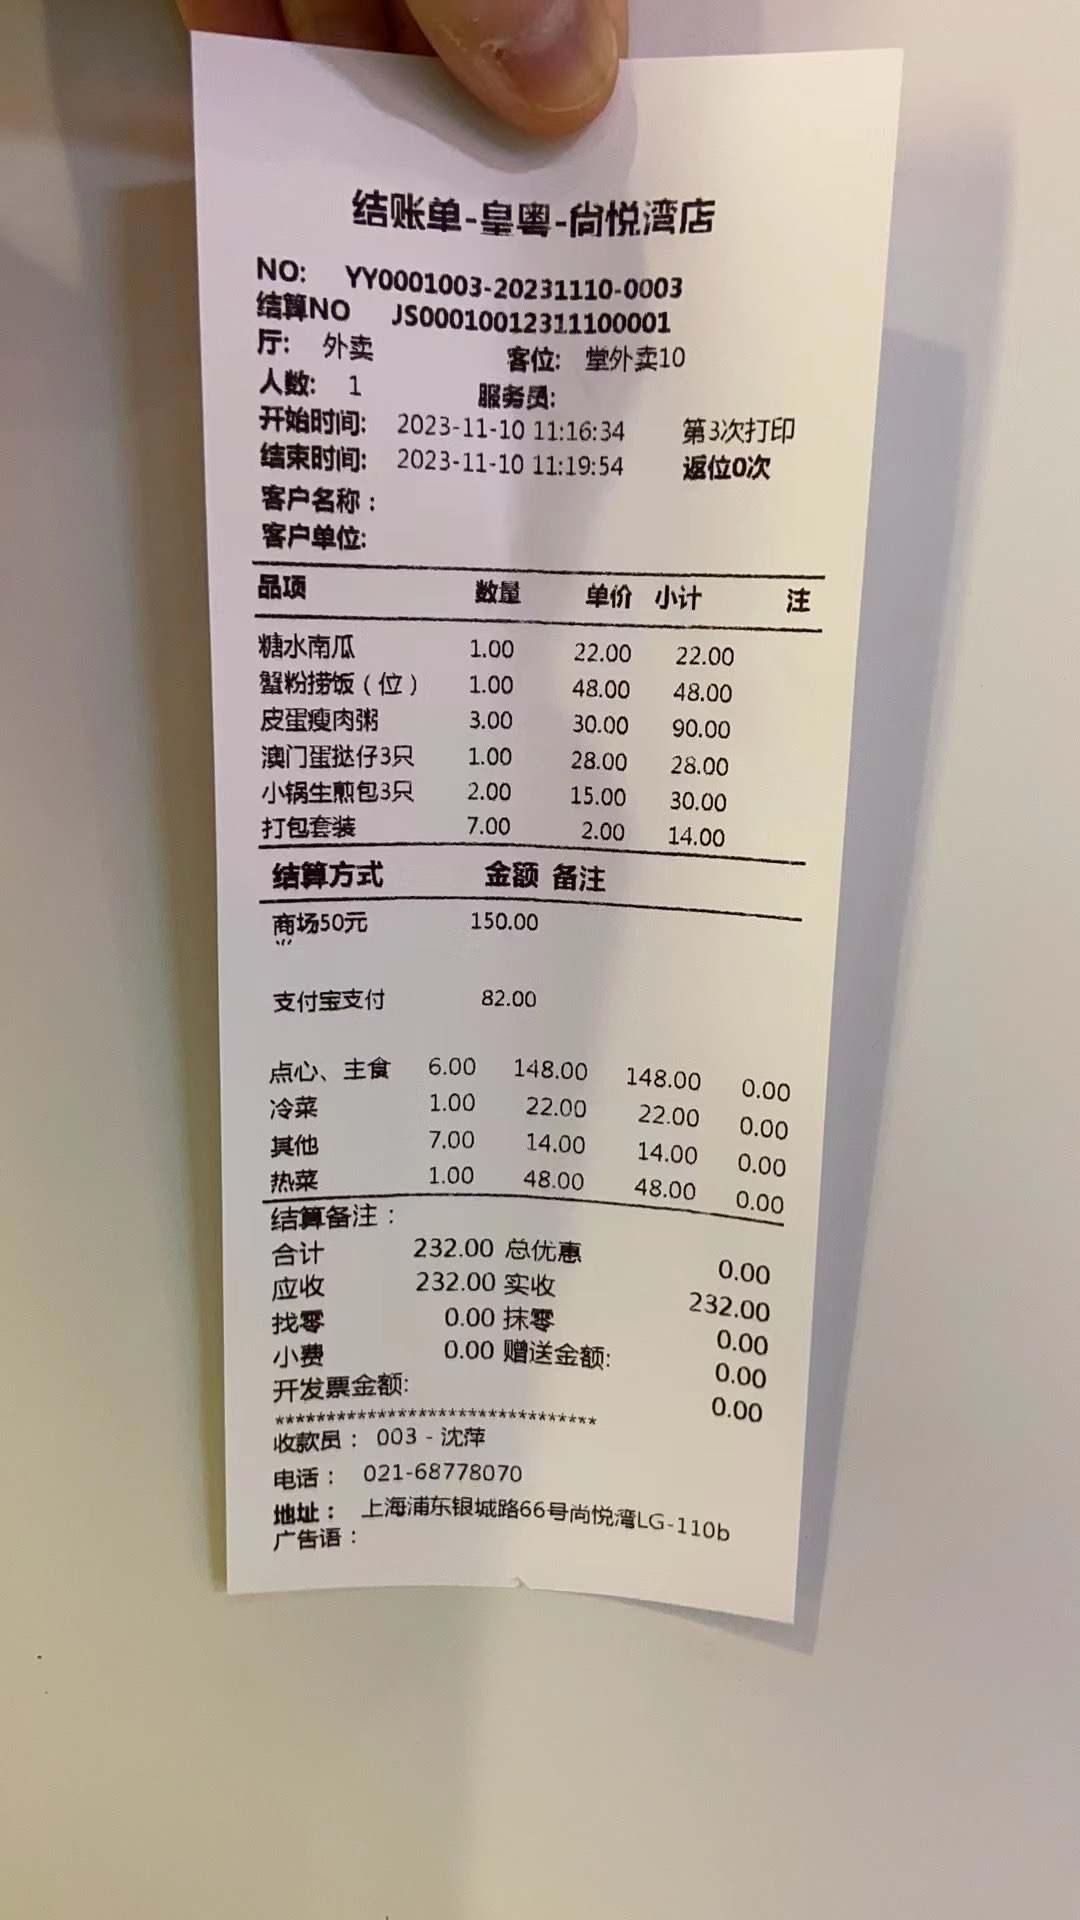 结账单-皇粤-尚悦湾店
NO: YY0001003-20231110-0003
结算NO JS00010012311100001
厅: 外卖 客位: 堂外卖10
人数: 1 服务员:
开始时间: 2023-11-10 11:16:34 第3次打印
结束时间: 2023-11-10 11:19:54 返位0次
客户名称：
客户单位:
品项 数量 单价 小计 注
糖水南瓜 1.00 22.00 22.00
蟹粉捞饭（位） 1.00 48.00 48.00
皮蛋瘦肉粥 3.00 30.00 90.00
澳门蛋挞仔3只 1.00 28.00 28.00
小锅生煎包3只 2.00 15.00 30.00
打包套装 7.00 2.00 14.00
结算方式 金额 备注
商场50元 150.00
支付宝支付 82.00
点心、主食 6.00 148.00 148.00 0.00
冷菜 1.00 22.00 22.00 0.00
其他 7.00 14.00 14.00 0.00
热菜 1.00 48.00 48.00 0.00
结算备注：
合计 232.00 总优惠 0.00
应收 232.00 实收 232.00
找零 0.00 抹零 0.00
小费 0.00 赠送金额: 0.00
开发票金额: 0.00
*******************************
收款员： 003 - 沈萍
电话： 021-68778070
地址： 上海浦东银城路66号尚悦湾LG-110b
广告语：